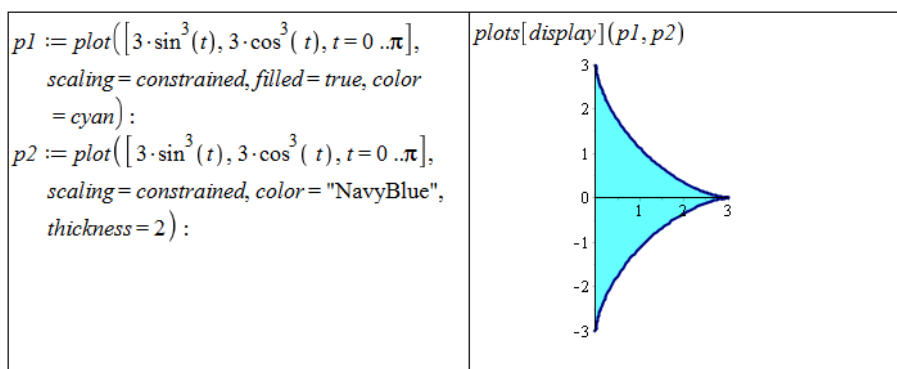 p1 := plot([3·sin³(t), 3·cos³( t), t = 0 ..π],
scaling = constrained, filled = true, color
= cyan) :
p2 := plot([3·sin³(t), 3·cos³( t), t = 0 ..π],
scaling = constrained, color = "NavyBlue",
thickness = 2) :
plots[display](p1, p2)
3
2
1
0
1 2 3
-1
-2
-3